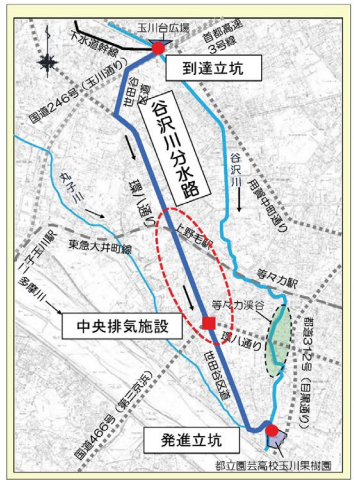 玉川台広場
下水道幹線
首都高速
3号線
到達立坑
国道246号(玉川通り)
世田谷
区道
谷沢川分水路
谷沢川
用賀中町通り
丸子川
環八通り
上野毛駅
東急大井町線
二子玉川駅
等々力駅
多摩川
等々力渓谷
中央排気施設
環八通り
都道312号(目黒通り)
世田谷区道
国道466号(第三京浜)
発進立坑
都立園芸高校玉川果樹園